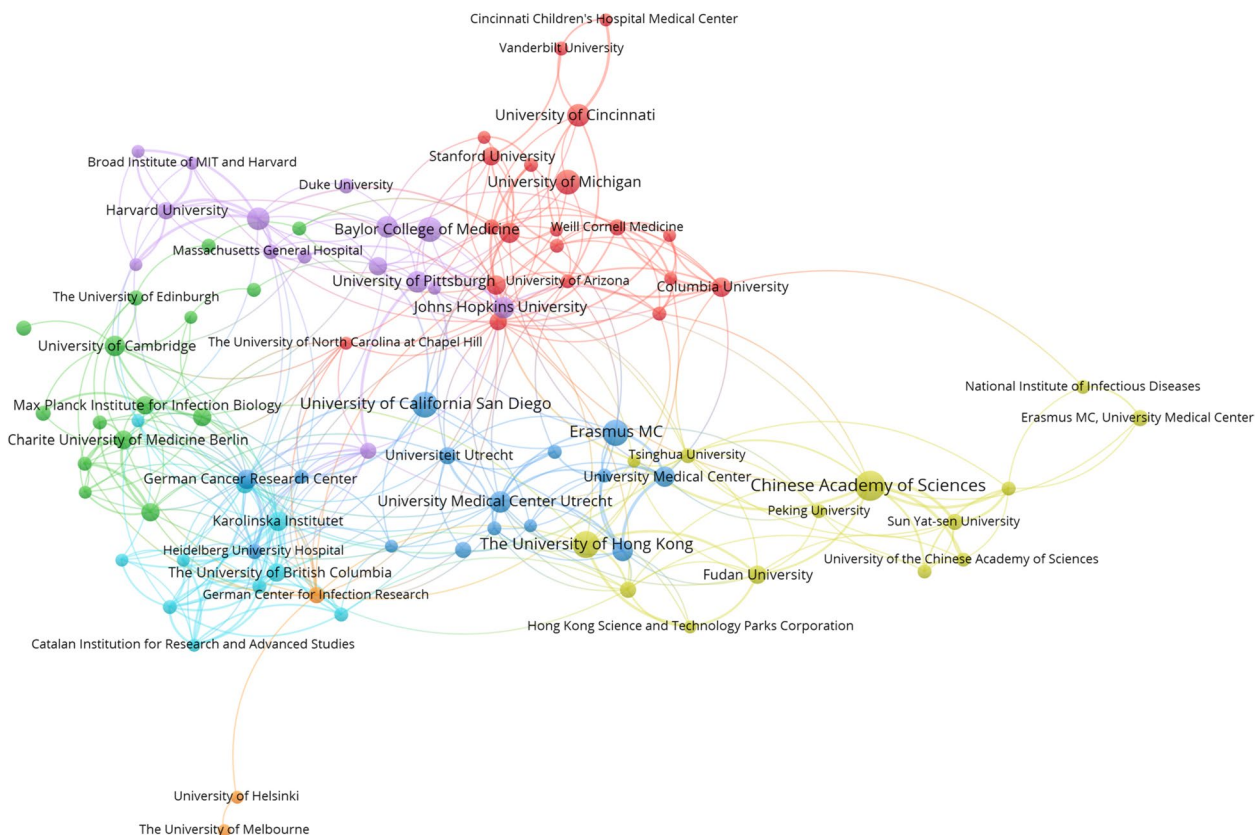 Cincinnati Children's Hospital Medical Center
Vanderbilt University
University of Cincinnati
Stanford University
Broad Institute of MIT and Harvard
University of Michigan
Duke University
Harvard University
Weill Cornell Medicine
Baylor College of Medicine
Massachusetts General Hospital
University of Pittsburgh
University of Arizona
Columbia University
The University of Edinburgh
Johns Hopkins University
The University of North Carolina at Chapel Hill
University of Cambridge
National Institute of Infectious Diseases
University of California San Diego
Max Planck Institute for Infection Biology
Erasmus MC, University Medical Center
Erasmus MC
Charite University of Medicine Berlin
Tsinghua University
Universiteit Utrecht
University Medical Center
German Cancer Research Center
Chinese Academy of Sciences
University Medical Center Utrecht
Peking University
Karolinska Institutet
Sun Yat-sen University
The University of Hong Kong
Heidelberg University Hospital
University of the Chinese Academy of Sciences
The University of British Columbia
Fudan University
German Center for Infection Research
Hong Kong Science and Technology Parks Corporation
Catalan Institution for Research and Advanced Studies
University of Helsinki
The University of Melbourne